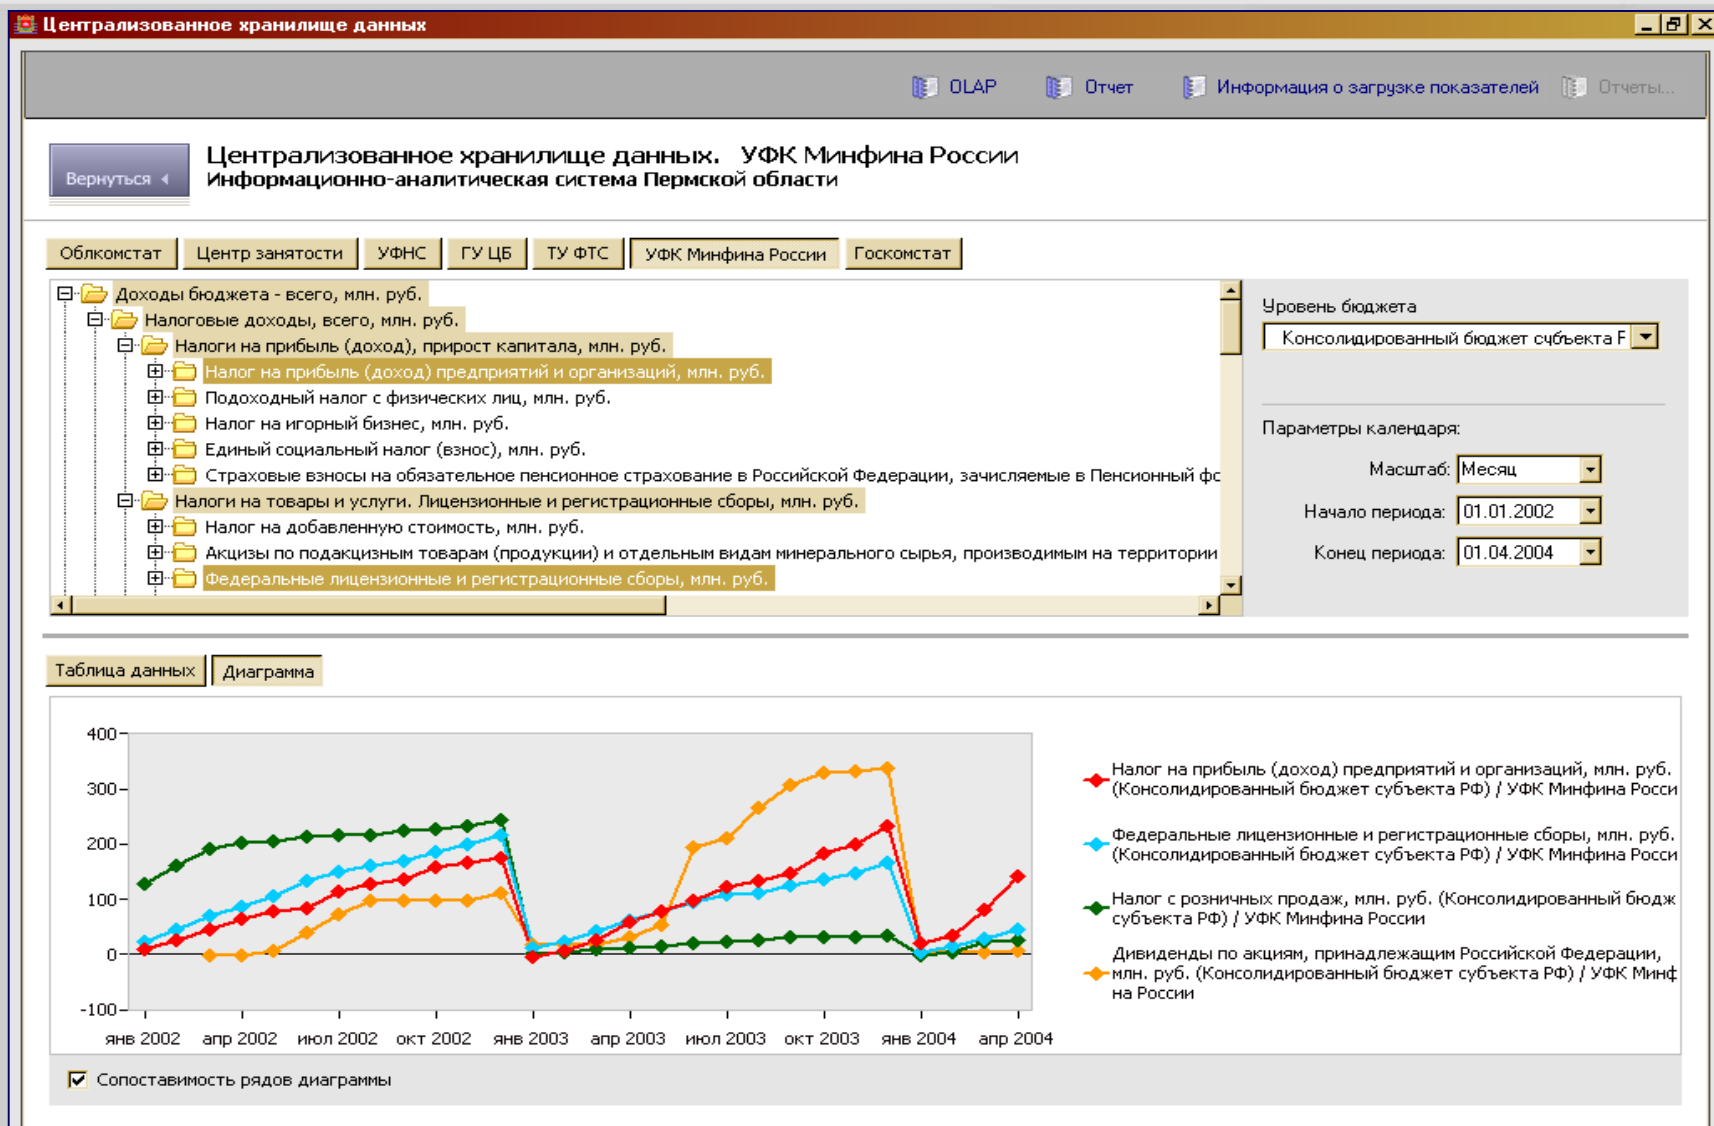 Централизованное хранилище данных
OLAP
Отчет
Информация о загрузке показателей
Отчеты...
Вернуться
Централизованное хранилище данных. УФК Минфина России
Информационно-аналитическая система Пермской области
Облкомстат
Центр занятости
УФНС
ГУ ЦБ
ТУ ФТС
УФК Минфина России
Госкомстат
Доходы бюджета - всего, млн. руб.
Налоговые доходы, всего, млн. руб.
Налоги на прибыль (доход), прирост капитала, млн. руб.
Налог на прибыль (доход) предприятий и организаций, млн. руб.
Подоходный налог с физических лиц, млн. руб.
Налог на игорный бизнес, млн. руб.
Единый социальный налог (взнос), млн. руб.
Страховые взносы на обязательное пенсионное страхование в Российской Федерации, зачисляемые в Пенсионный фо
Налоги на товары и услуги. Лицензионные и регистрационные сборы, млн. руб.
Налог на добавленную стоимость, млн. руб.
Акцизы по подакцизным товарам (продукции) и отдельным видам минерального сырья, производимым на территории
Федеральные лицензионные и регистрационные сборы, млн. руб.
Уровень бюджета
Консолидированный бюджет субъекта Р
Параметры календаря:
Масштаб: Месяц
Начало периода: 01.01.2002
Конец периода: 01.04.2004
Таблица данных
Диаграмма
400
300
200
100
0
-100
янв 2002 апр 2002 июл 2002 окт 2002 янв 2003 апр 2003 июл 2003 окт 2003 янв 2004 апр 2004
Налог на прибыль (доход) предприятий и организаций, млн. руб.
(Консолидированный бюджет субъекта РФ) / УФК Минфина Росси
Федеральные лицензионные и регистрационные сборы, млн. руб.
(Консолидированный бюджет субъекта РФ) / УФК Минфина Росси
Налог с розничных продаж, млн. руб. (Консолидированный бюдж
субъекта РФ) / УФК Минфина России
Дивиденды по акциям, принадлежащим Российской Федерации,
млн. руб. (Консолидированный бюджет субъекта РФ) / УФК Минф
на России
Сопоставимость рядов диаграммы